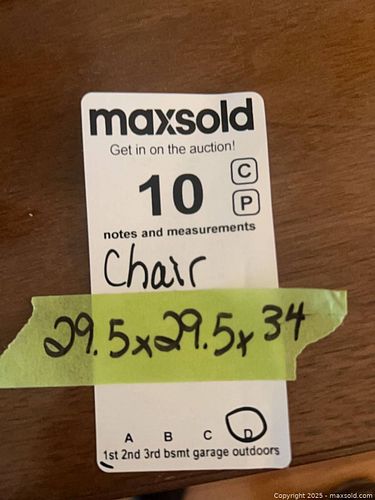 maxsold
Get in on the auction!
10
C
P
notes and measurements
Chair
29.5x29.5x34
A B C D
1st 2nd 3rd bsmt garage outdoors
Copyright 2025 - maxsold.com